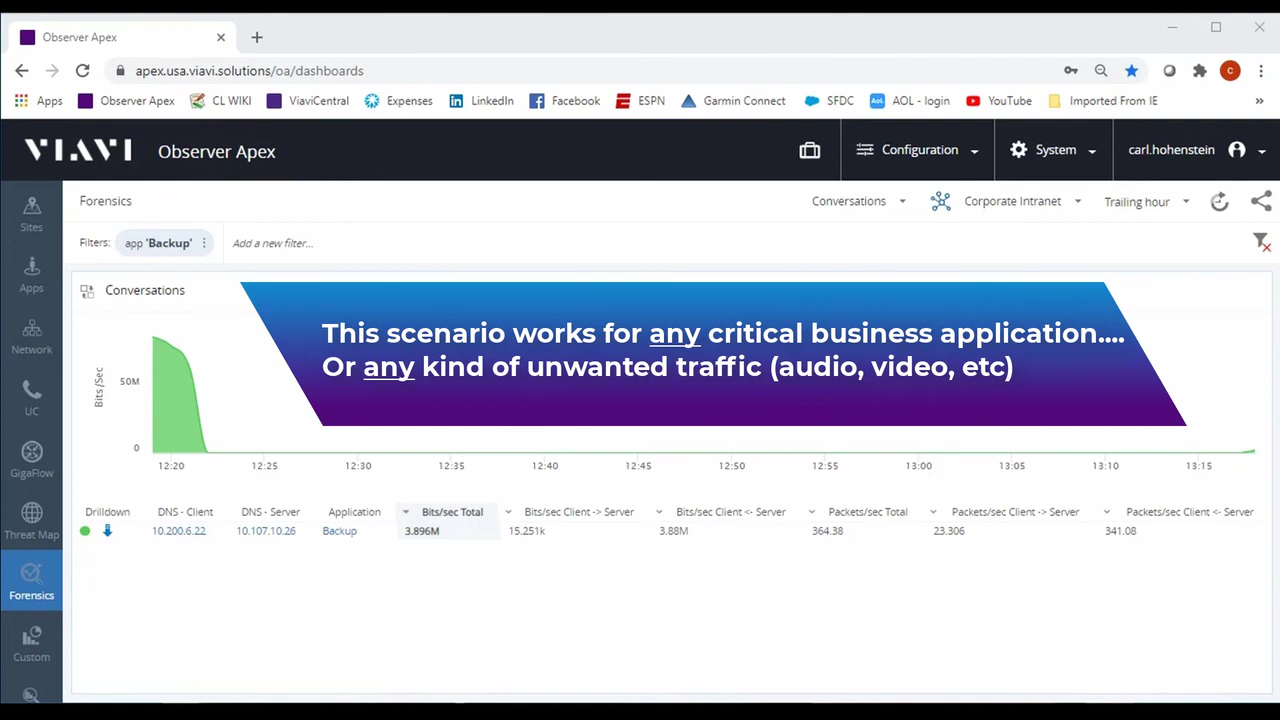 Observer Apex
apex.usa.viavi.solutions/oa/dashboards
C
Apps Observer Apex CL WIKI ViaviCentral Expenses LinkedIn Facebook ESPN Garmin Connect SFDC Aol. AOL - login YouTube Imported From IE »
VIAVI Observer Apex Configuration System carl.hohenstein
Sites
Apps
Network
UC
GigaFlow
Threat Map
Forensics
Custom
Forensics Conversations Corporate Intranet Trailing hour
Filters: app 'Backup' Add a new filter...
Conversations
This scenario works for any critical business application....
Or any kind of unwanted traffic (audio, video, etc)
Bits/Sec
50M
0
12:20 12:25 12:30 12:35 12:40 12:45 12:50 12:55 13:00 13:05 13:10 13:15
Drilldown DNS - Client DNS - Server Application Bits/sec Total Bits/sec Client -> Server Bits/sec Client <- Server Packets/sec Total Packets/sec Client -> Server Packets/sec Client <- Server
10.200.6.22 10.107.10.26 Backup 3.896M 15.251k 3.88M 364.38 23.306 341.08